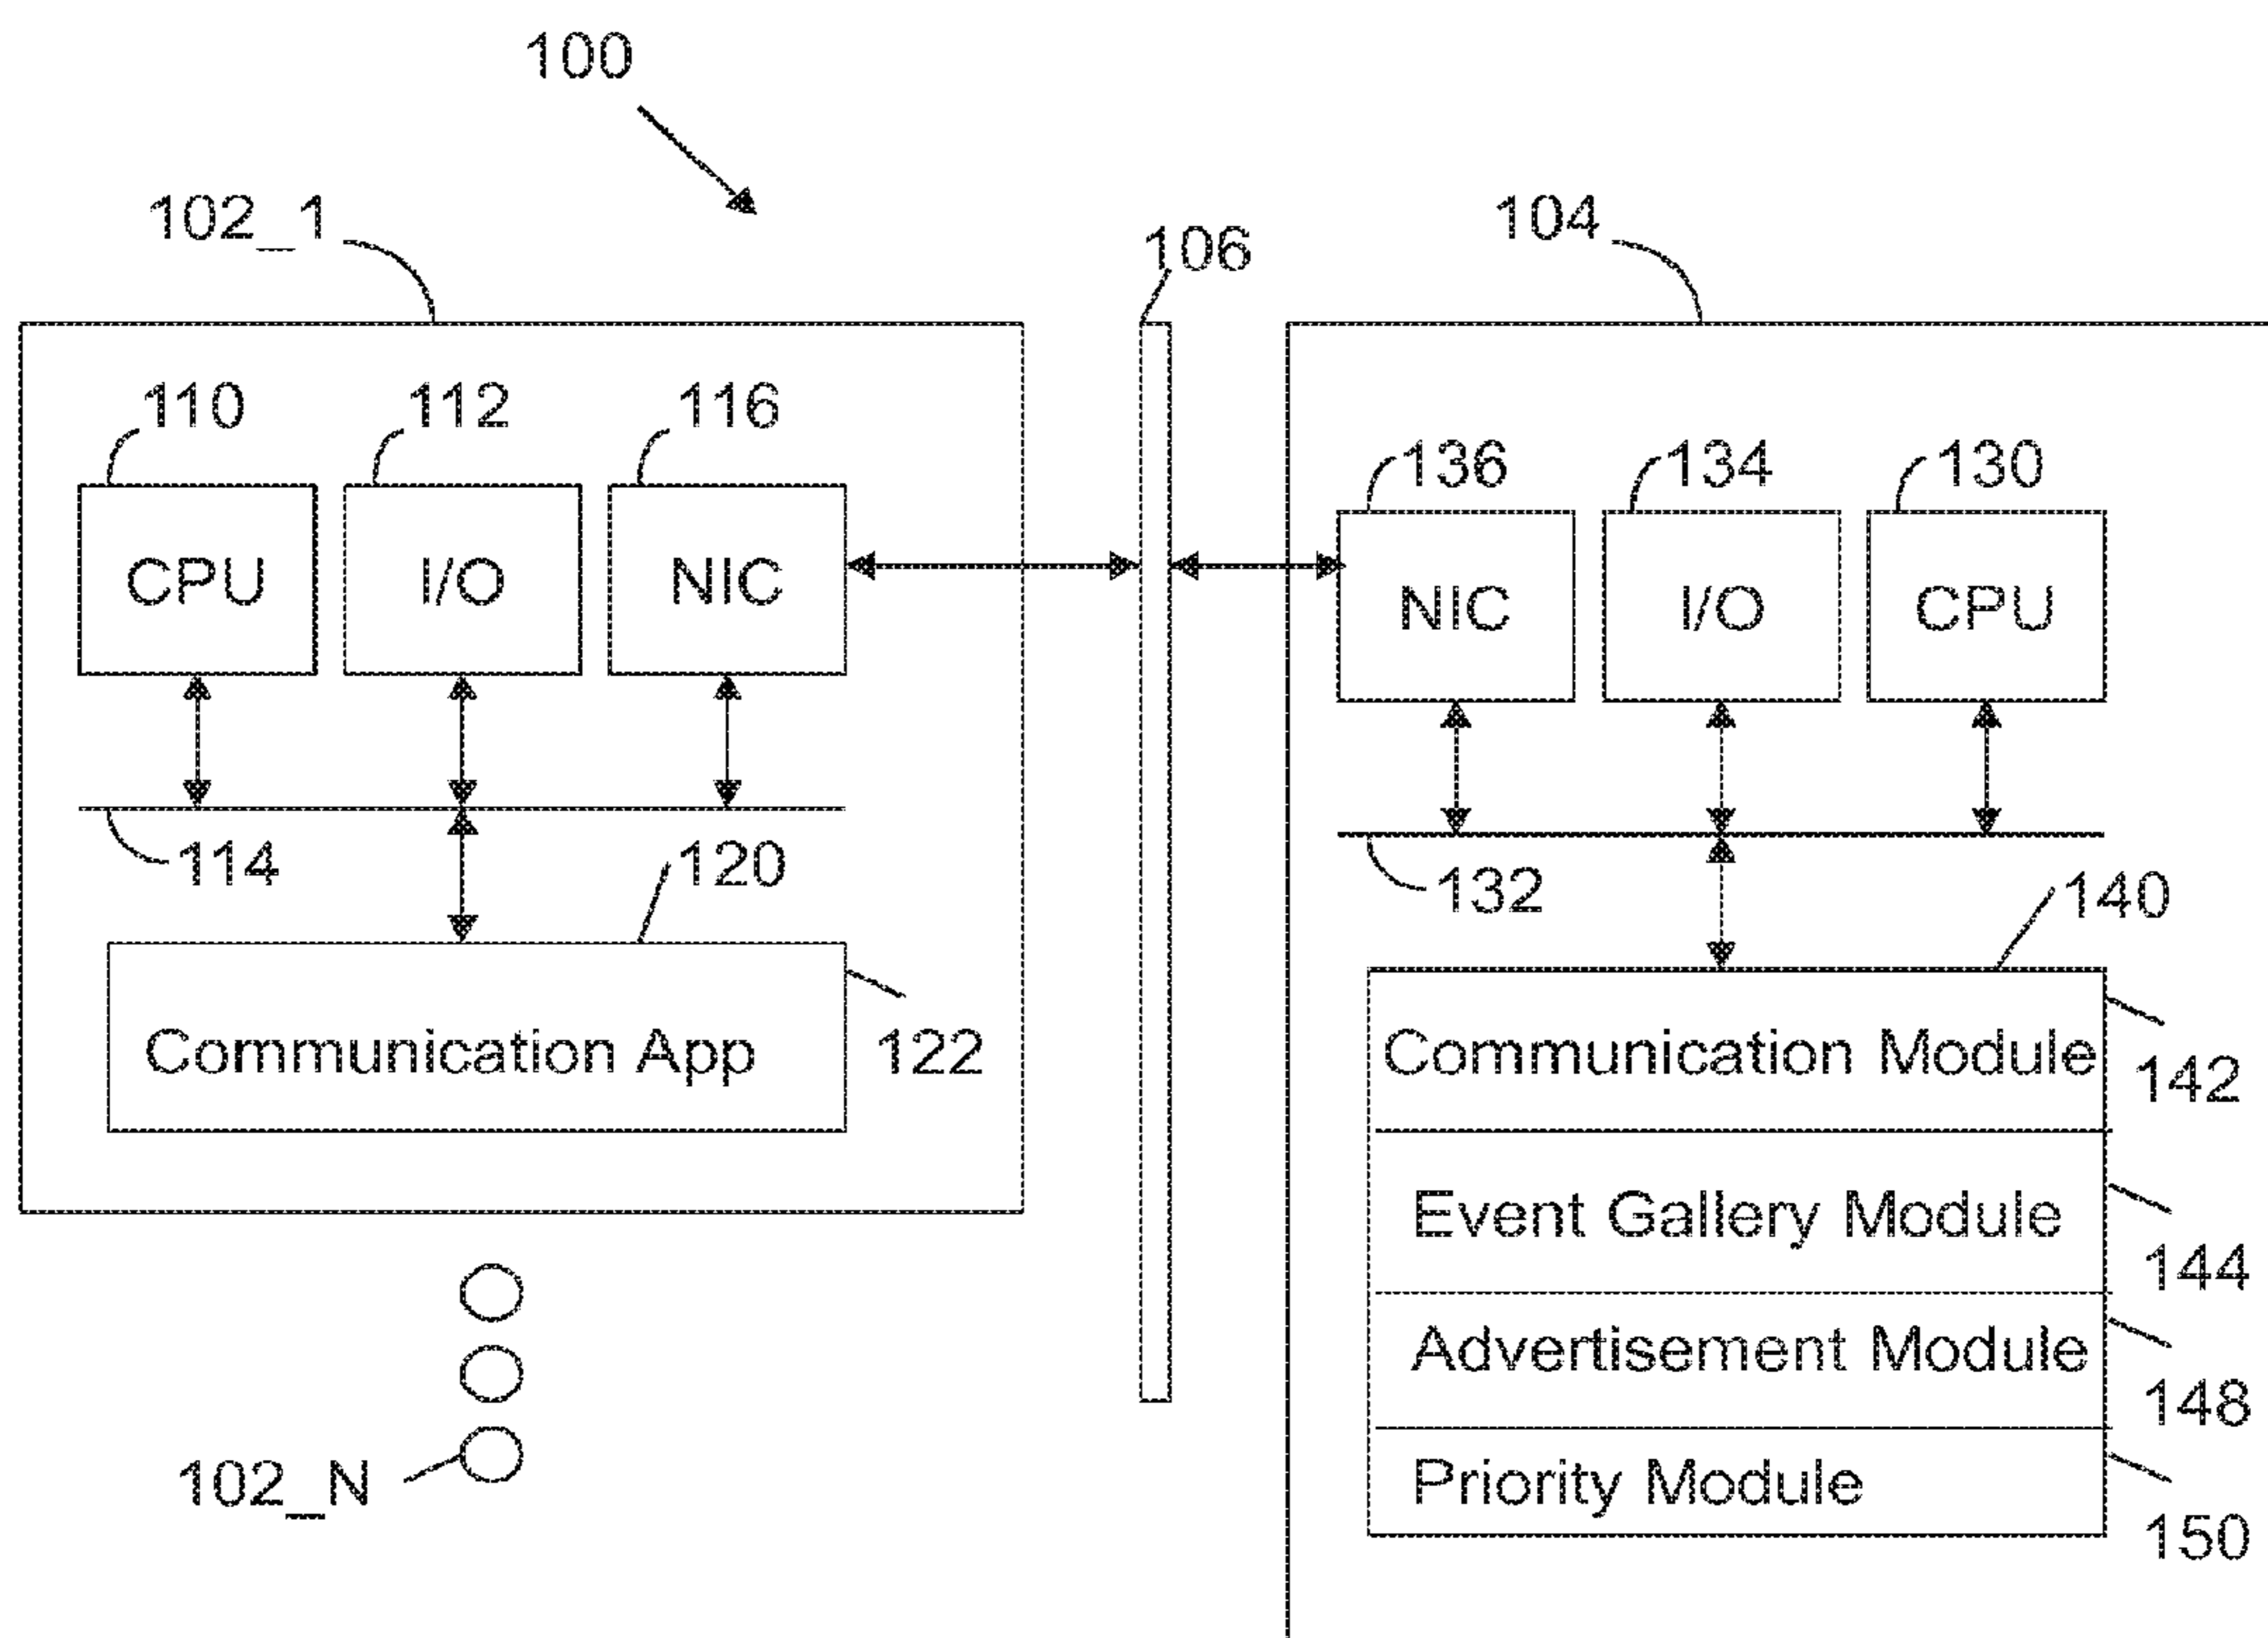 100
102_1
106
104
110
112
116
136
134
130
CPU
I/O
NIC
NIC
I/O
CPU
114
120
132
140
Communication App
122
Communication Module
142
Event Gallery Module
144
Advertisement Module
148
102_N
Priority Module
150